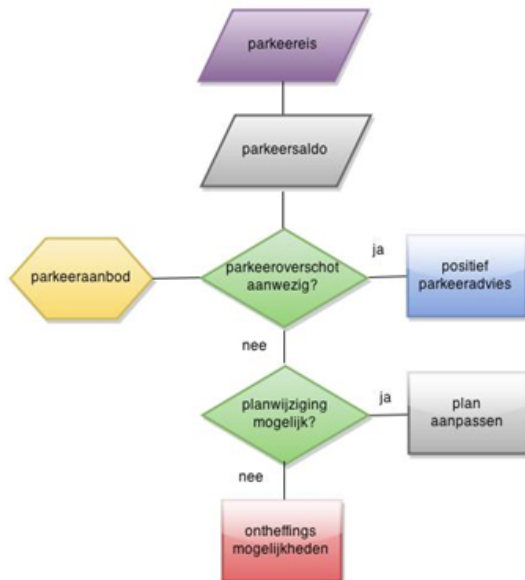 parkeereis
parkeersaldo
parkeeraanbod
parkeeroverschot
aanwezig?
ja
positief
parkeeradvies
nee
planwijziging
mogelijk?
ja
plan
aanpassen
nee
ontheffings
mogelijkheden